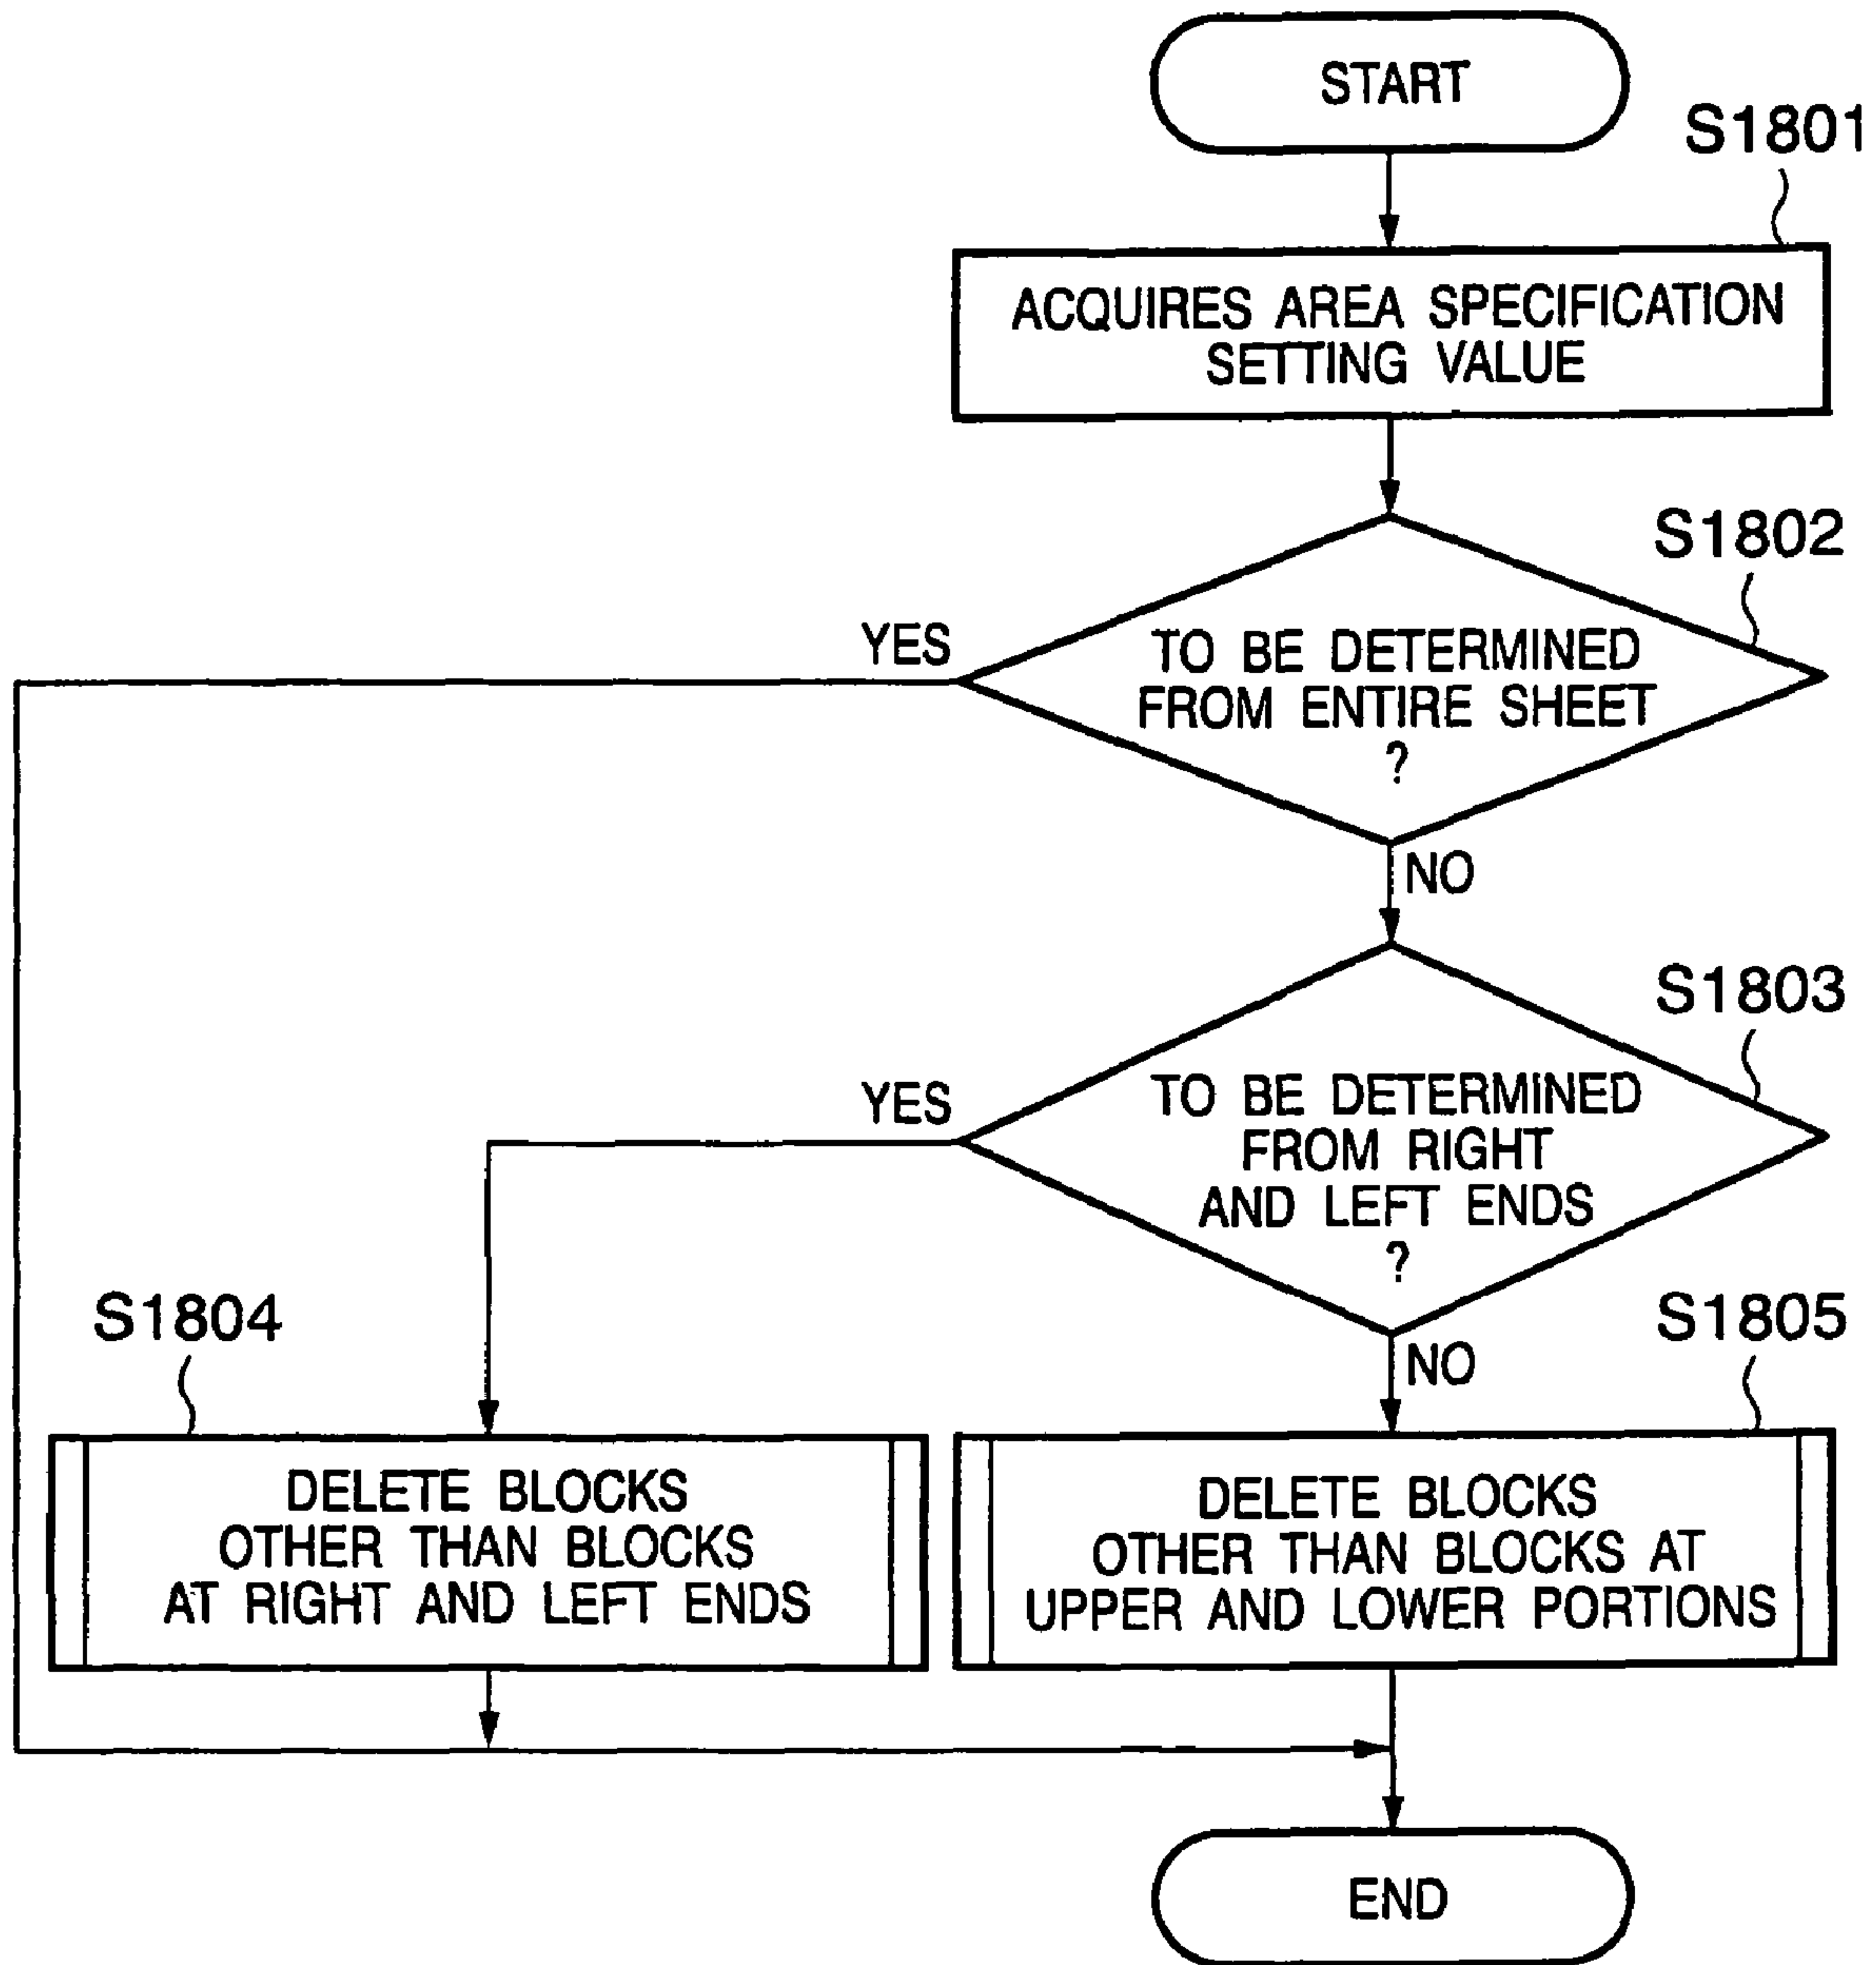 START
S1801
ACQUIRES AREA SPECIFICATION
SETTING VALUE
S1802
YES
TO BE DETERMINED
FROM ENTIRE SHEET
?
NO
S1803
YES
TO BE DETERMINED
FROM RIGHT
AND LEFT ENDS
?
NO
S1804
DELETE BLOCKS
OTHER THAN BLOCKS
AT RIGHT AND LEFT ENDS
S1805
DELETE BLOCKS
OTHER THAN BLOCKS AT
UPPER AND LOWER PORTIONS
END